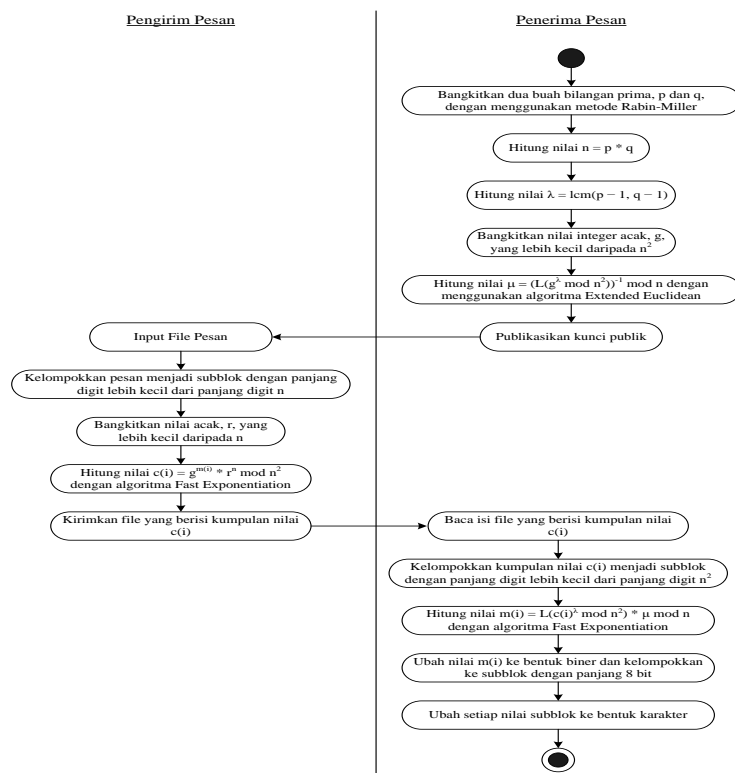 Pengirim Pesan
Penerima Pesan
Bangkitkan dua buah bilangan prima, p dan q,
dengan menggunakan metode Rabin-Miller
Hitung nilai n = p * q
Hitung nilai λ = lcm(p − 1, q − 1)
Bangkitkan nilai integer acak, g,
yang lebih kecil daripada n²
Hitung nilai μ = (L(g^λ mod n²))⁻¹ mod n dengan
menggunakan algoritma Extended Euclidean
Publikasikan kunci publik
Input File Pesan
Kelompokkan pesan menjadi subblok dengan panjang
digit lebih kecil dari panjang digit n
Bangkitkan nilai acak, r, yang
lebih kecil daripada n
Hitung nilai c(i) = g^m(i) * rⁿ mod n²
dengan algoritma Fast Exponentiation
Kirimkan file yang berisi kumpulan nilai
c(i)
Baca isi file yang berisi kumpulan nilai
c(i)
Kelompokkan kumpulan nilai c(i) menjadi subblok
dengan panjang digit lebih kecil dari panjang digit n²
Hitung nilai m(i) = L(c(i)^λ mod n²) * μ mod n
dengan algoritma Fast Exponentiation
Ubah nilai m(i) ke bentuk biner dan kelompokkan
ke subblok dengan panjang 8 bit
Ubah setiap nilai subblok ke bentuk karakter